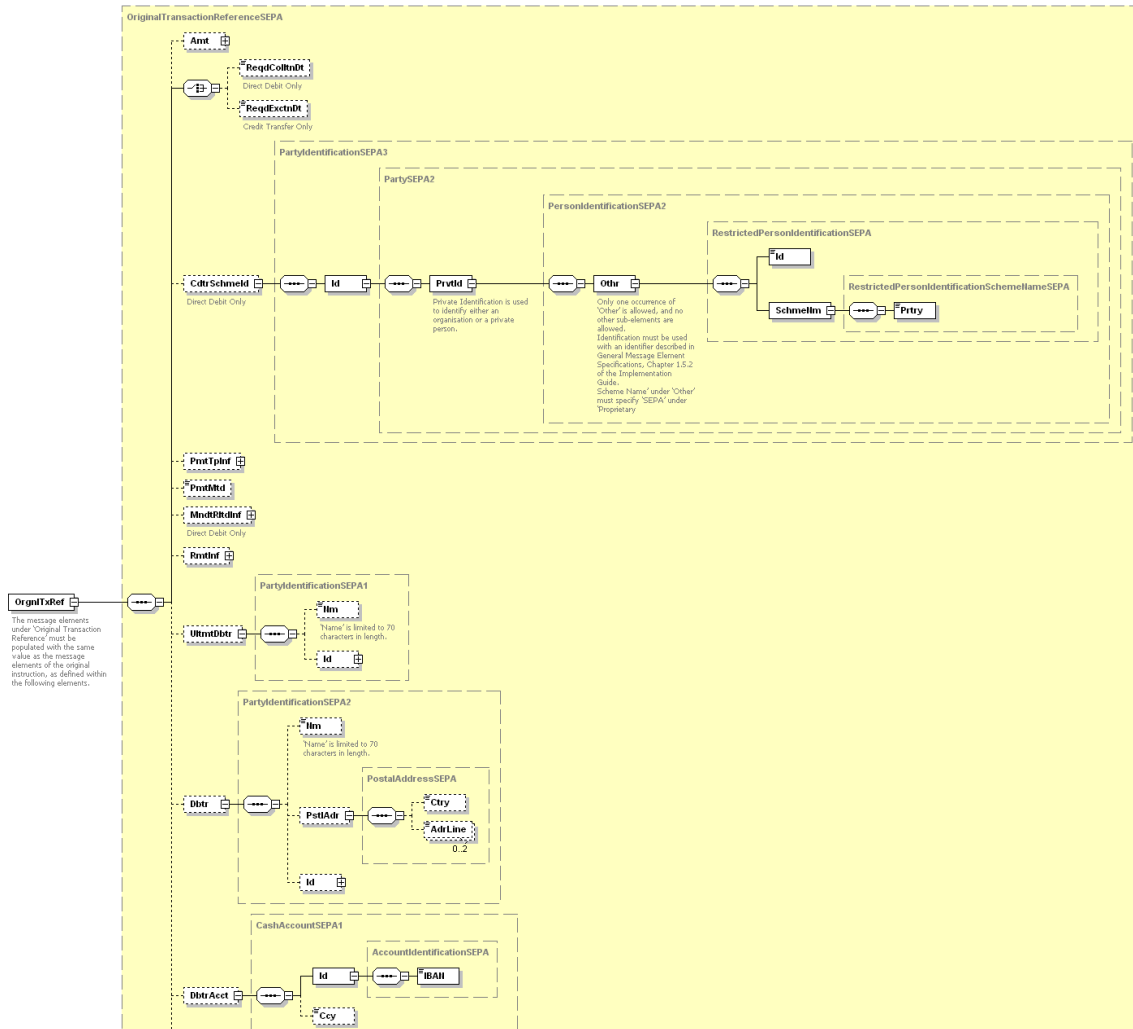 OriginalTransactionReferenceSEPA
Amt
ReqdColltnDt
Direct Debit Only
ReqdExctnDt
Credit Transfer Only
PartyIdentificationSEPA3
PartySEPA2
PersonIdentificationSEPA2
RestrictedPersonIdentificationSEPA
Id
RestrictedPersonIdentificationSchemeNameSEPA
CdtrSchmeId
Direct Debit Only
Id
PrvtId
Private Identification is used
to identify either an
organisation or a private
person.
Othr
Only one occurrence of
'Other' is allowed, and no
other sub-elements are
allowed.
Identification must be used
with an identifier described in
General Message Element
Specifications, Chapter 1.5.2
of the Implementation
Guide.
Scheme Name' under 'Other'
must specify 'SEPA' under
'Proprietary
SchmeNm
Prtry
PmtTpInf
PmtMtd
MndtRltdInf
Direct Debit Only
RmtInf
OrgnlTxRef
The message elements
under 'Original Transaction
Reference' must be
populated with the same
value as the message
elements of the original
instruction, as defined within
the following elements.
PartyIdentificationSEPA1
Nm
'Name' is limited to 70
characters in length.
UltmtDbtr
Id
PartyIdentificationSEPA2
Nm
'Name' is limited to 70
characters in length.
PostalAddressSEPA
Dbtr
PstlAdr
Ctry
AdrLine
0..2
Id
CashAccountSEPA1
AccountIdentificationSEPA
Id
IBAN
DbtrAcct
Ccy